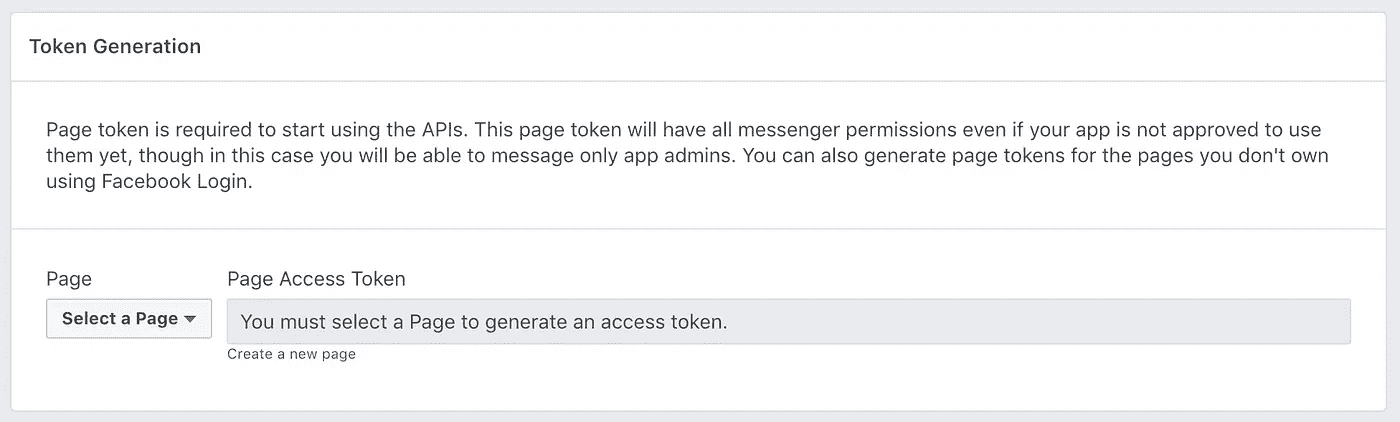 Token Generation
Page token is required to start using the APIs. This page token will have all messenger permissions even if your app is not approved to use
them yet, though in this case you will be able to message only app admins. You can also generate page tokens for the pages you don't own
using Facebook Login.
Page
Page Access Token
Select a Page
You must select a Page to generate an access token.
Create a new page